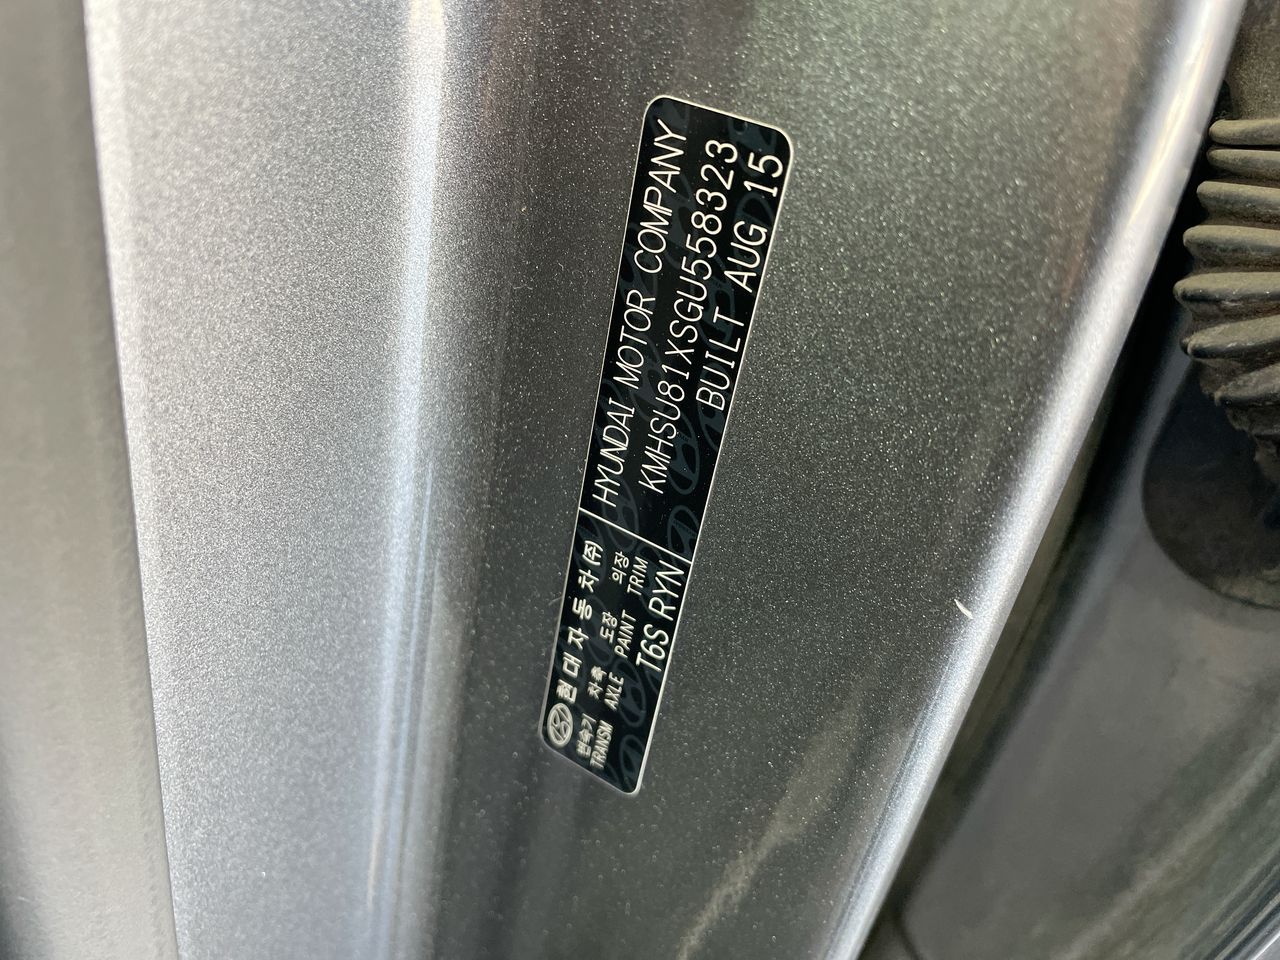 현대자동차(주) HYUNDAI MOTOR COMPANY
변속기 차축 도장 의장 KMHSU81XSGU558323
TRANSM AXLE PAINT TRIM
T6S RYN BUILT AUG 15